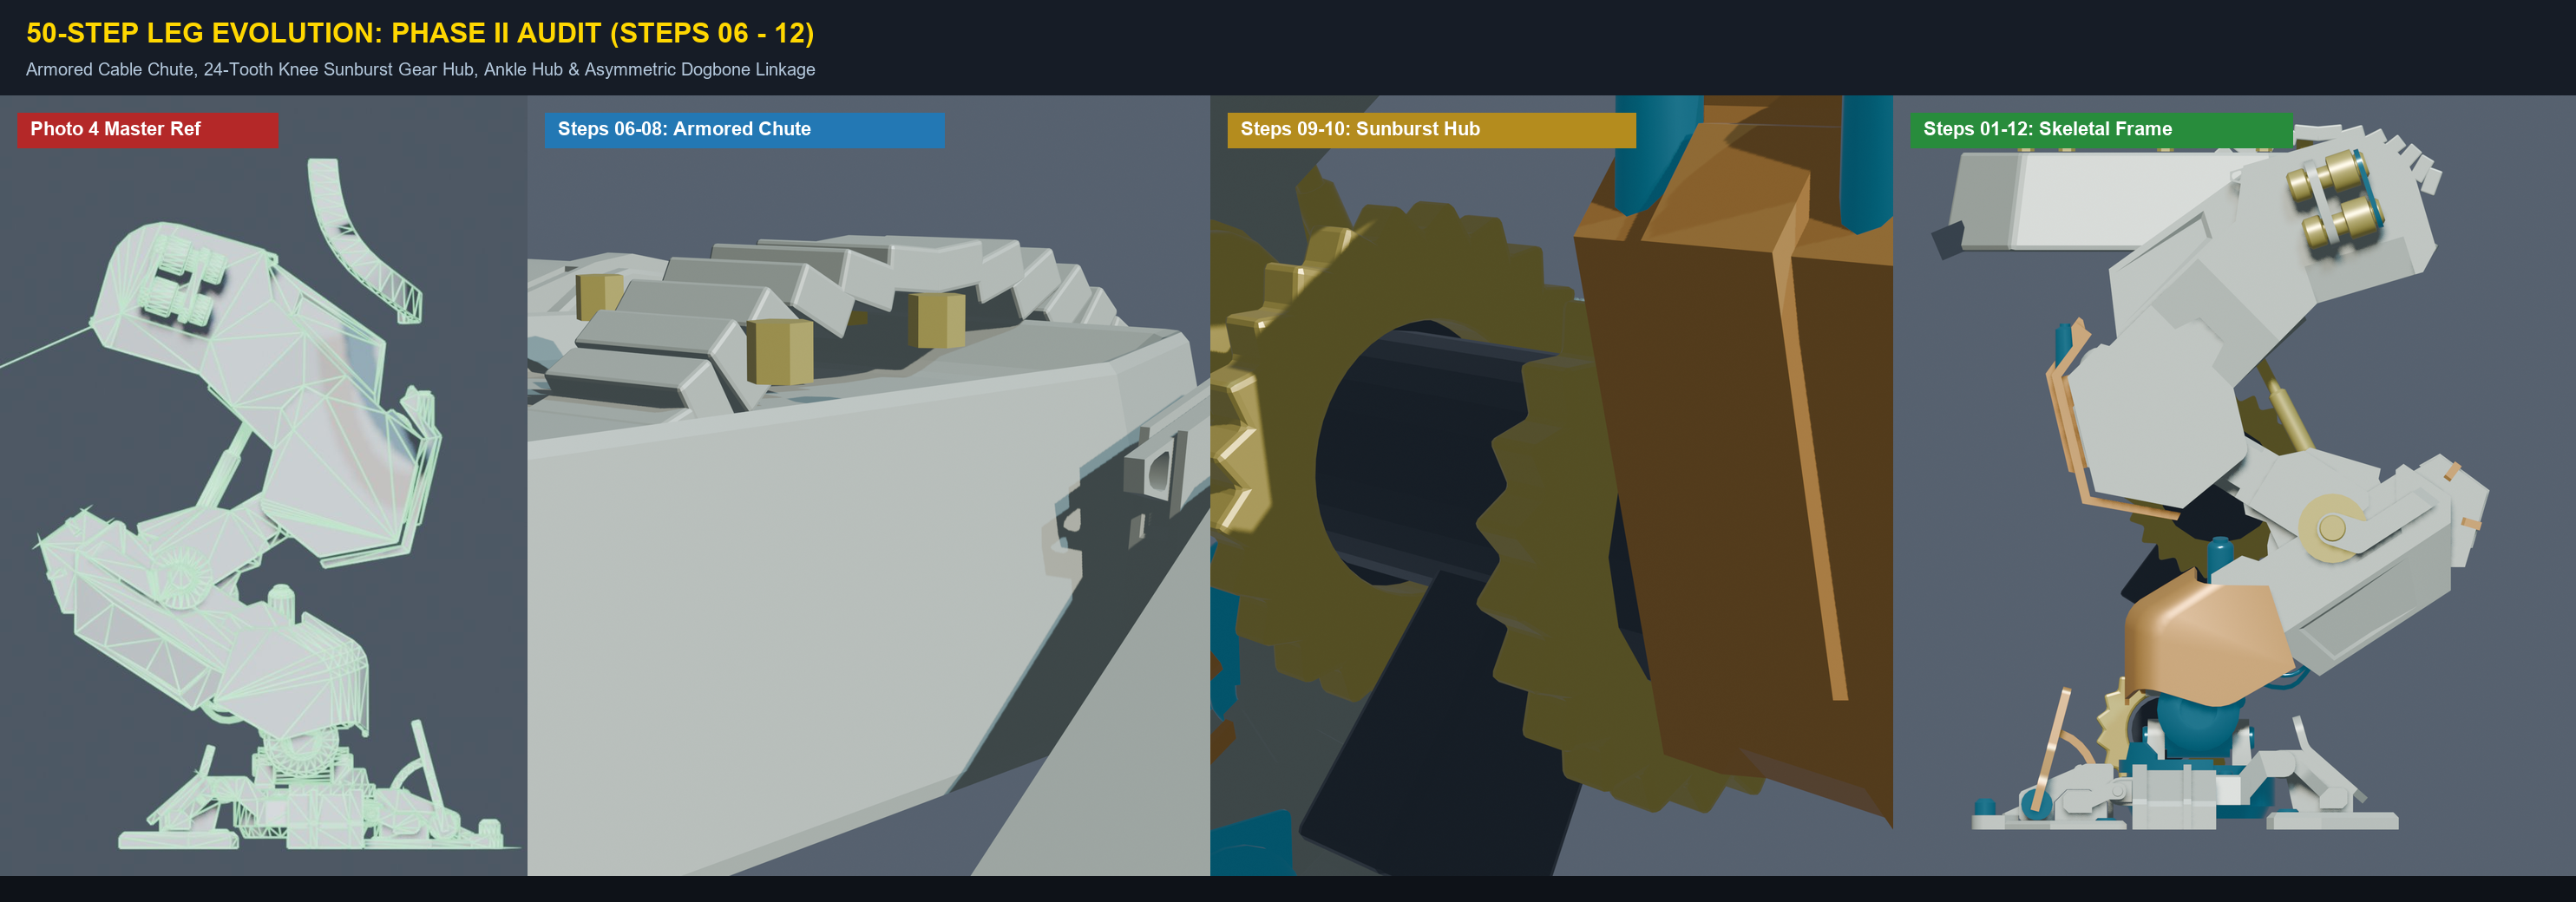 50-STEP LEG EVOLUTION: PHASE II AUDIT (STEPS 06 - 12)
Armored Cable Chute, 24-Tooth Knee Sunburst Gear Hub, Ankle Hub & Asymmetric Dogbone Linkage
Photo 4 Master Ref
Steps 06-08: Armored Chute
Steps 09-10: Sunburst Hub
Steps 01-12: Skeletal Frame